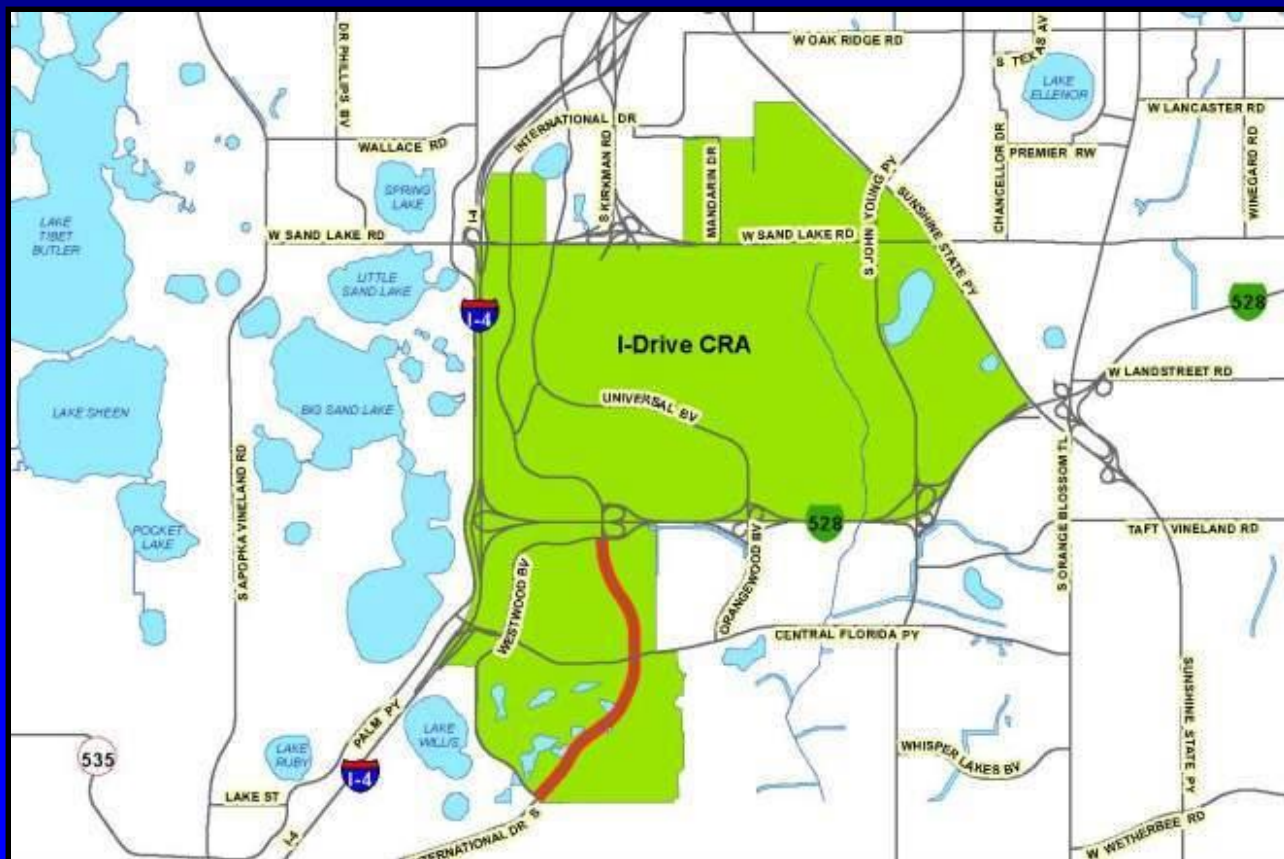 DR PHILLIPS BV
W OAK RIDGE RD
S TEXAS AV
LAKE
ELLENOR
W LANCASTER RD
INTERNATIONAL DR
WALLACE RD
S KIRKMAN RD
MANDARIN DR
CHANCELLOR DR
PREMIER RW
WINEGARD RD
SPRING
LAKE
LAKE
TIBET
BUTLER
W SAND LAKE RD
I-4
W SAND LAKE RD
S JOHN YOUNG PY
SUNSHINE STATE PY
LITTLE
SAND LAKE
I-4
528
I-Drive CRA
W LANDSTREET RD
LAKE SHEEN
BIG SAND LAKE
UNIVERSAL BV
S APOPKA VINELAND RD
S ORANGE BLOSSOM TL
POCKET
LAKE
528
TAFT VINELAND RD
WESTWOOD BV
ORANGEWOOD BV
CENTRAL FLORIDA PY
PALM PY
LAKE
WILLIS
SUNSHINE STATE PY
535
LAKE
RUBY
I-4
WHISPER LAKES BV
LAKE ST
I-4
TERNATIONAL DR S
W WETHERBEE RD